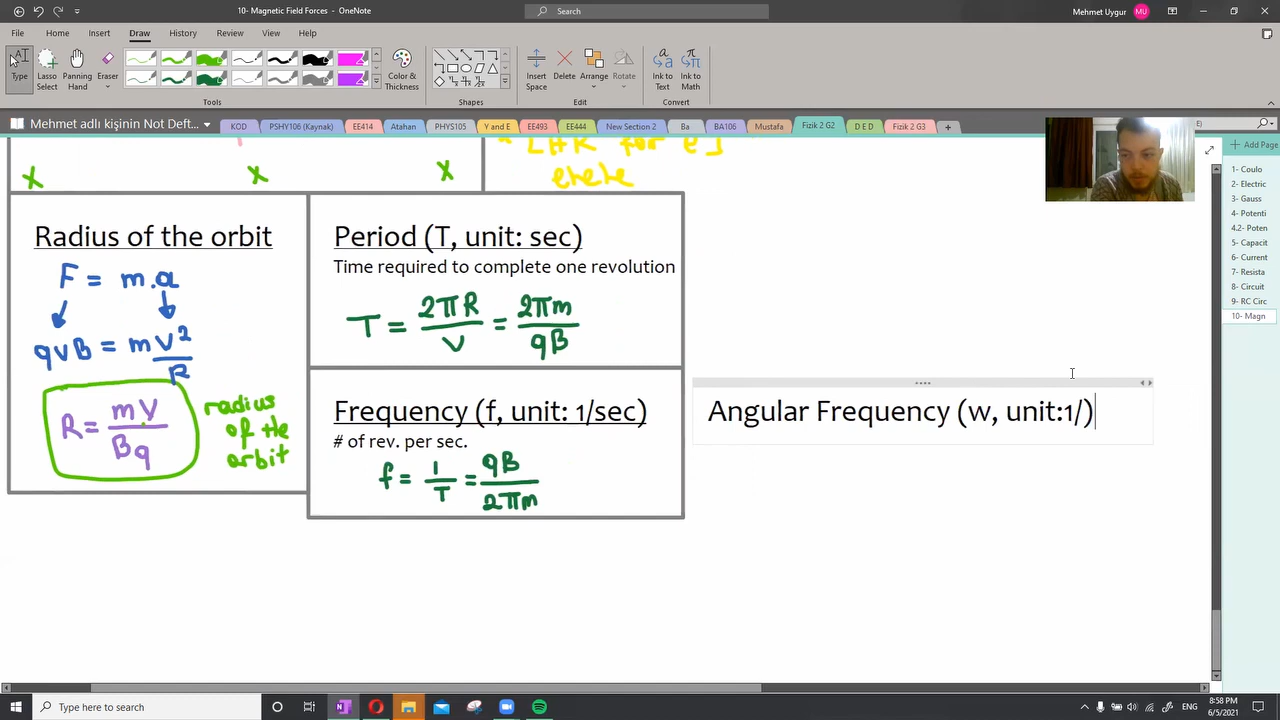 10- Magnetic Field Forces - OneNote
Search
Mehmet Uygur
MU
File Home Insert Draw History Review View Help
Type
Lasso Select
Panning Hand
Eraser
Color & Thickness
Insert Space
Delete
Arrange
Rotate
Ink to Text
Ink to Math
Tools
Shapes
Edit
Convert
Mehmet adlı kişinin Not Deft...
KOD PSHY106 (Kaynak) EE414 Atahan PHYS105 Y and E EE493 EE444 New Section 2 Ba BA106 Mustafa Fizik 2 G2 D E D Fizik 2 G3 +
Add Page
1- Coulo
2- Electric
3- Gauss
4- Potenti
4.2- Poten
5- Capacit
6- Current
7- Resista
8- Circuit
9- RC Circ
10- Magn
x x x
Radius of the orbit
F = m.a
qvB = m V²/R
R = mV/Bq
radius
of the
orbit
Period (T, unit: sec)
Time required to complete one revolution
T = 2πR/V = 2πm/qB
Frequency (f, unit: 1/sec)
# of rev. per sec.
f = 1/T = qB/2πm
Angular Frequency (w, unit:1/)
Type here to search
ENG
8:58 PM
6/5/2021